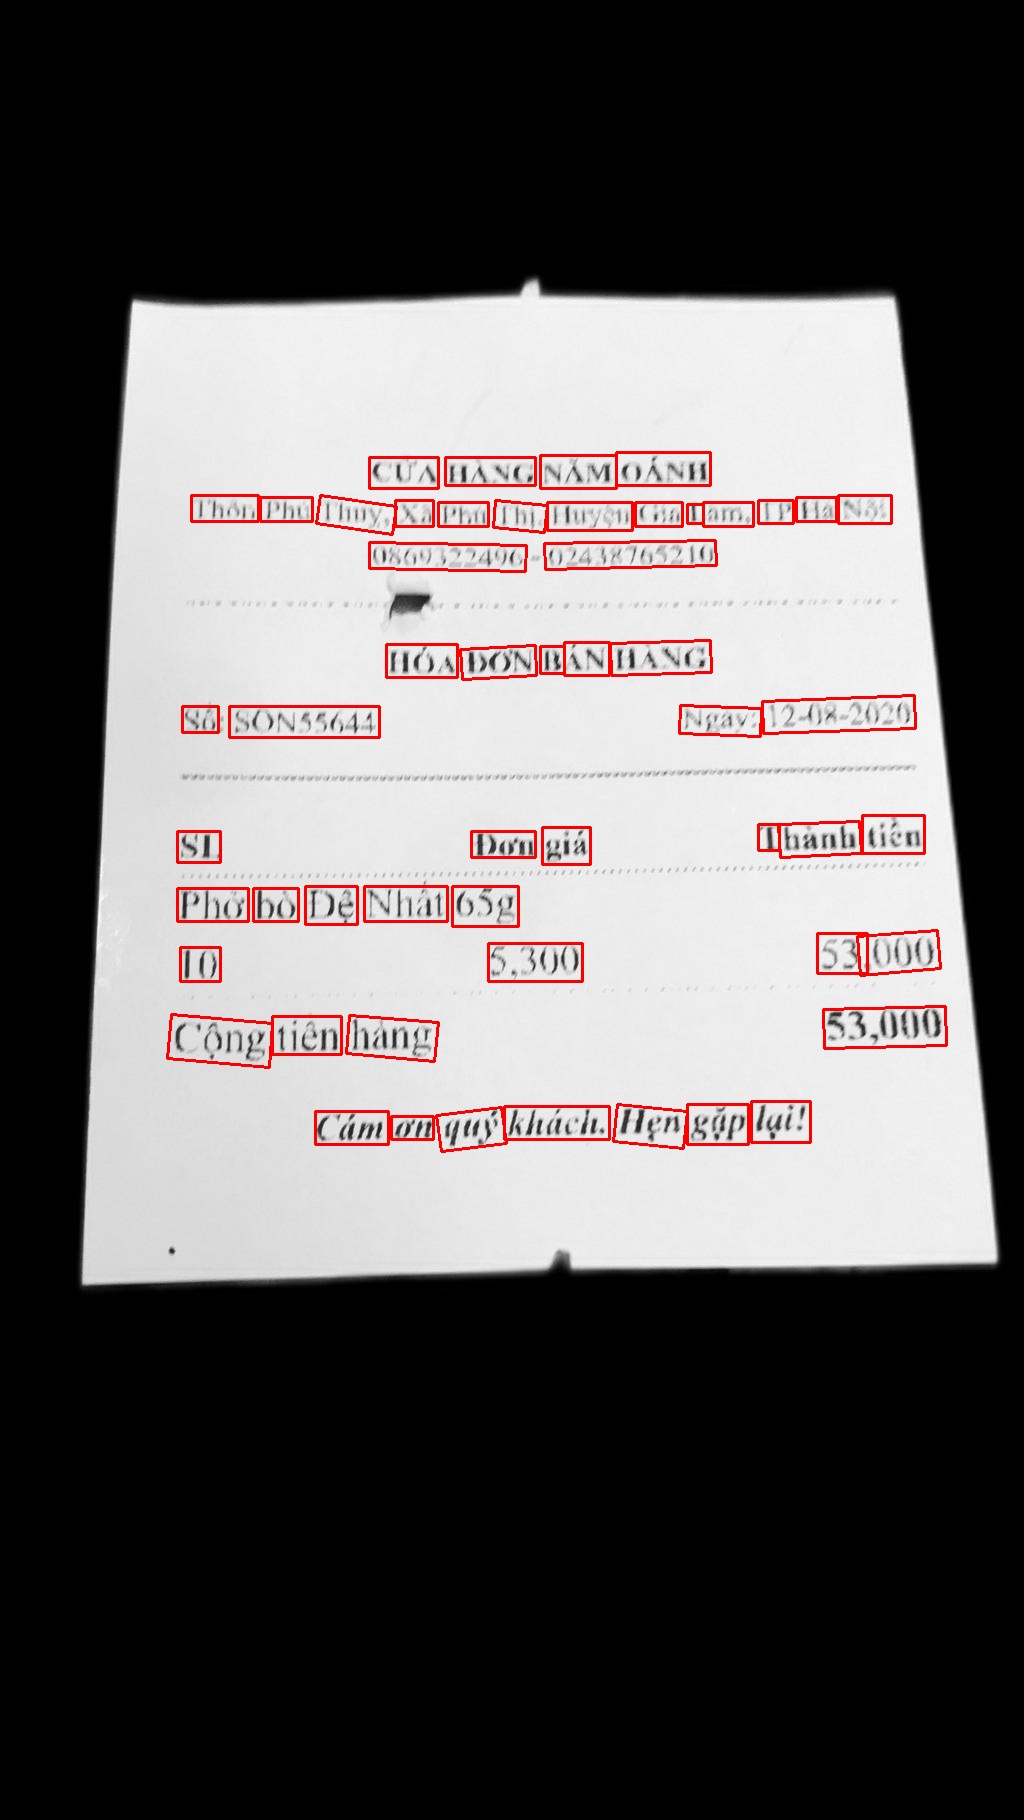 CỬA HÀNG NĂM OÁNH
Thôn Phú Thụy, Xã Phú Thị, Huyện Gia Lâm, TP Hà Nội
0869322496 - 02438765216
HÓA ĐƠN BÁN HÀNG
Số: SON55644 Ngày: 12-08-2020
SL Đơn giá Thành tiền
Phở bò Đệ Nhất 65g
10 5,300 53,000
Cộng tiền hàng 53,000
Cám ơn quý khách. Hẹn gặp lại!